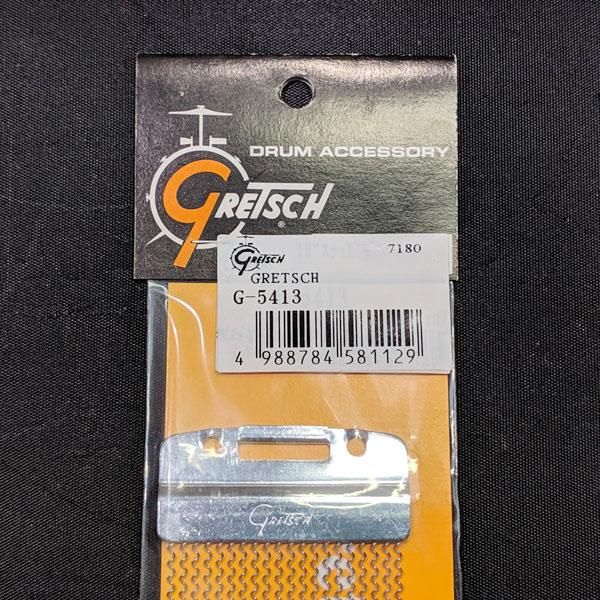 DRUM ACCESSORY
GRETSCH
®
GRETSCH
7180
GRETSCH
G-5413
4 988784 581129
GRETSCH